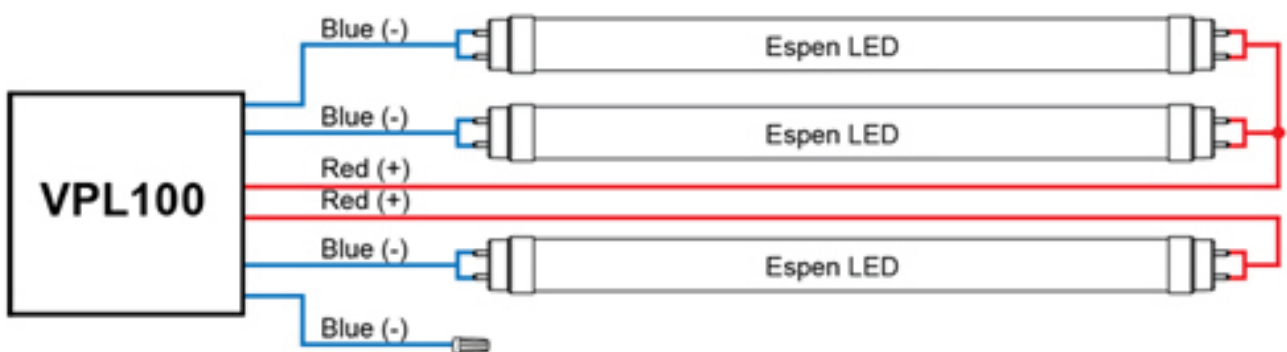 Blue (-)
Espen LED
Blue (-)
Espen LED
Red (+)
VPL100
Red (+)
Blue (-)
Espen LED
Blue (-)